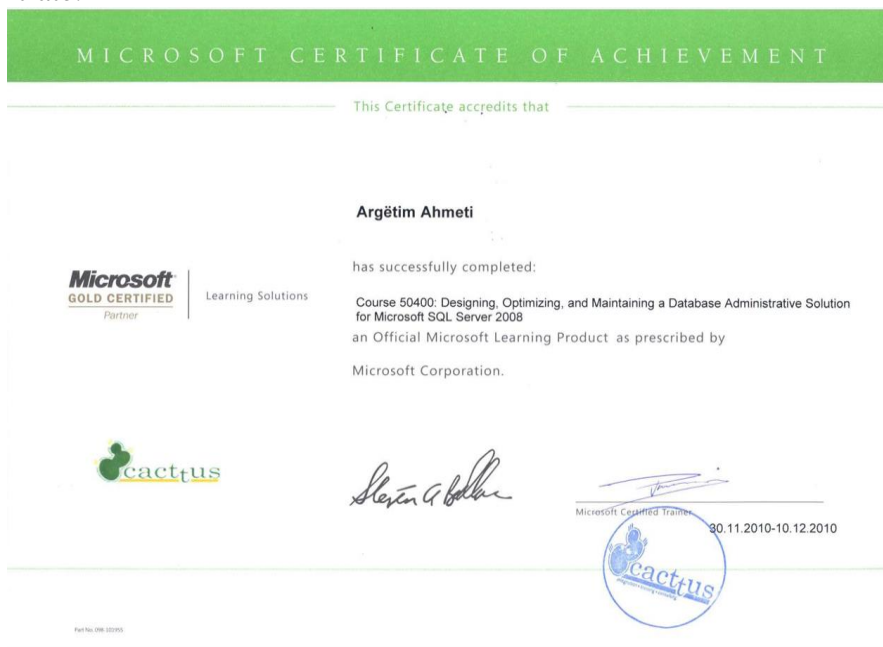 MICROSOFT CERTIFICATE OF ACHIEVEMENT
This Certificate accredits that
Argëtim Ahmeti
has successfully completed:
Microsoft
GOLD CERTIFIED
Partner
Learning Solutions
Course 50400: Designing, Optimizing, and Maintaining a Database Administrative Solution
for Microsoft SQL Server 2008
an Official Microsoft Learning Product as prescribed by
Microsoft Corporation.
cacttus
Microsoft Certified Trainer
30.11.2010-10.12.2010
cacttus